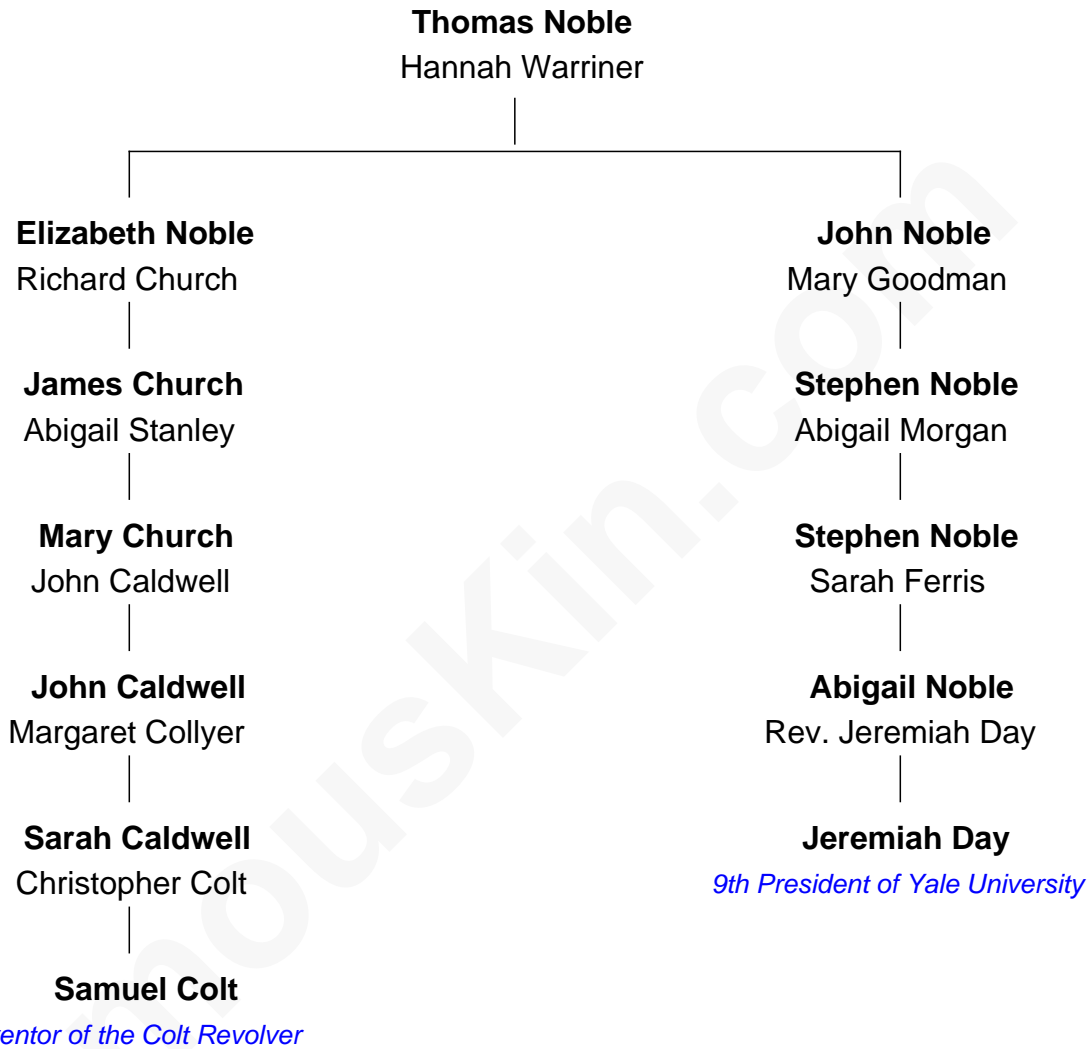 Thomas Noble
Hannah Warriner
Elizabeth Noble
Richard Church
John Noble
Mary Goodman
James Church
Abigail Stanley
Stephen Noble
Abigail Morgan
Mary Church
John Caldwell
Stephen Noble
Sarah Ferris
John Caldwell
Margaret Collyer
Abigail Noble
Rev. Jeremiah Day
Sarah Caldwell
Christopher Colt
Jeremiah Day
9th President of Yale University
Samuel Colt
of the Colt Revolver